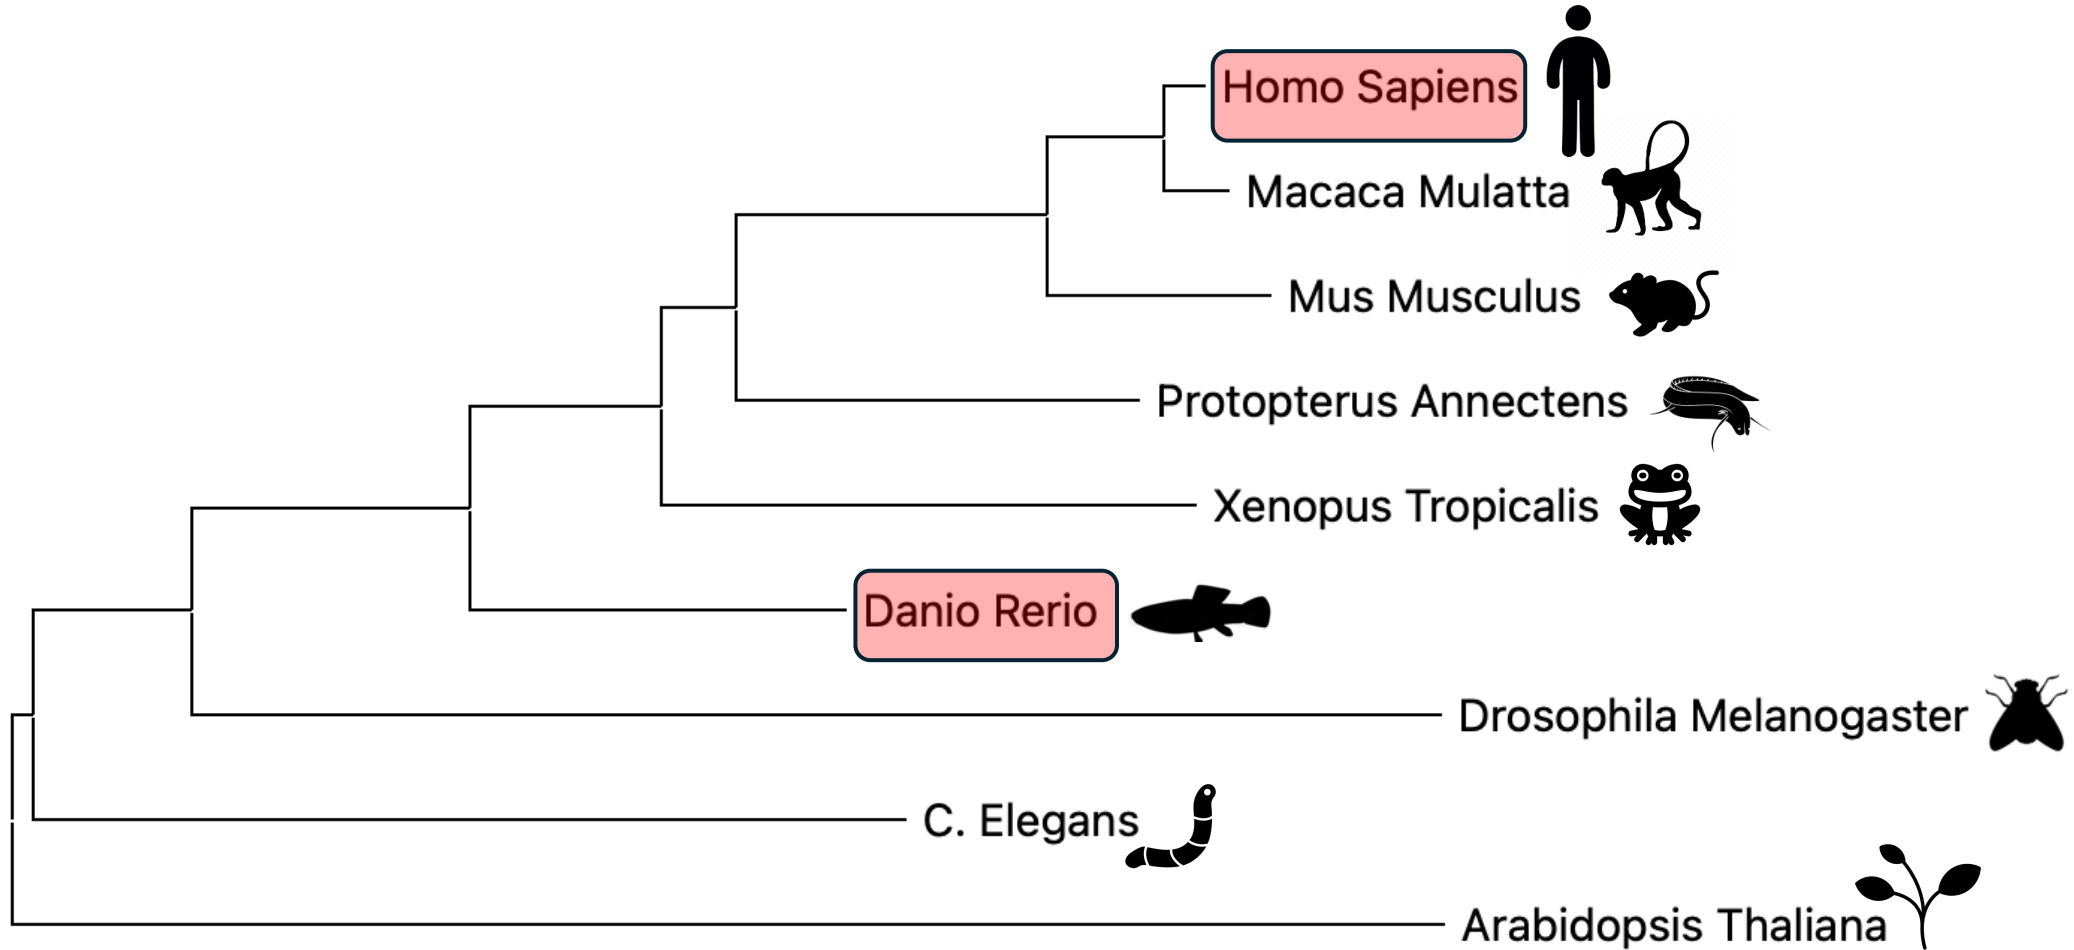 Homo Sapiens
Macaca Mulatta
Mus Musculus
Protopterus Annectens
Xenopus Tropicalis
Danio Rerio
Drosophila Melanogaster
C. Elegans
Arabidopsis Thaliana